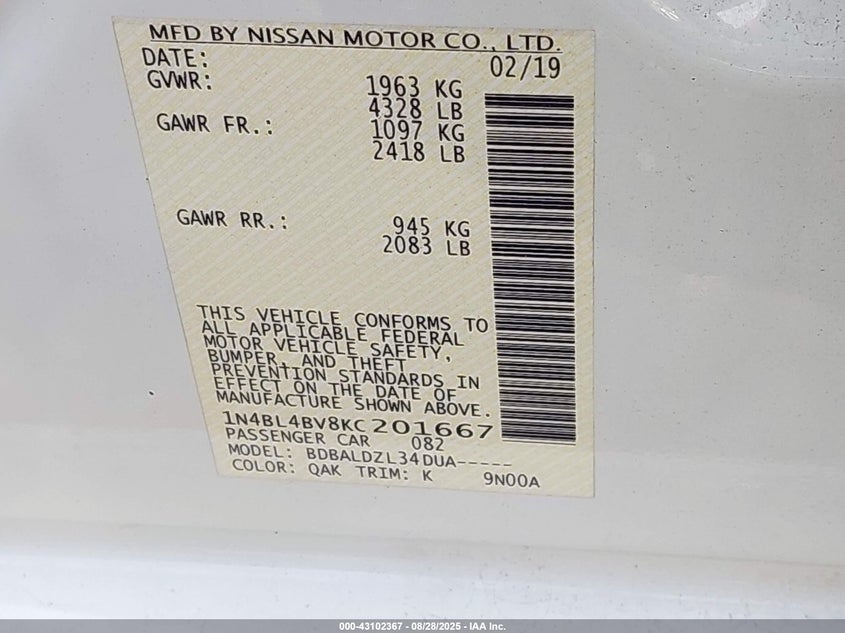 MFD BY NISSAN MOTOR CO., LTD.
DATE: 02/19
GVWR: 1963 KG
4328 LB
GAWR FR.: 1097 KG
2418 LB
GAWR RR.: 945 KG
2083 LB
THIS VEHICLE CONFORMS TO
ALL APPLICABLE FEDERAL
MOTOR VEHICLE SAFETY,
BUMPER, AND THEFT
PREVENTION STANDARDS IN
EFFECT ON THE DATE OF
MANUFACTURE SHOWN ABOVE.
1N4BL4BV8KC201667
PASSENGER CAR 082
MODEL: BDBALDZL34DUA-----
COLOR: QAK TRIM: K 9N00A
000-43102367 | 08/28/2025 - IAA Inc.